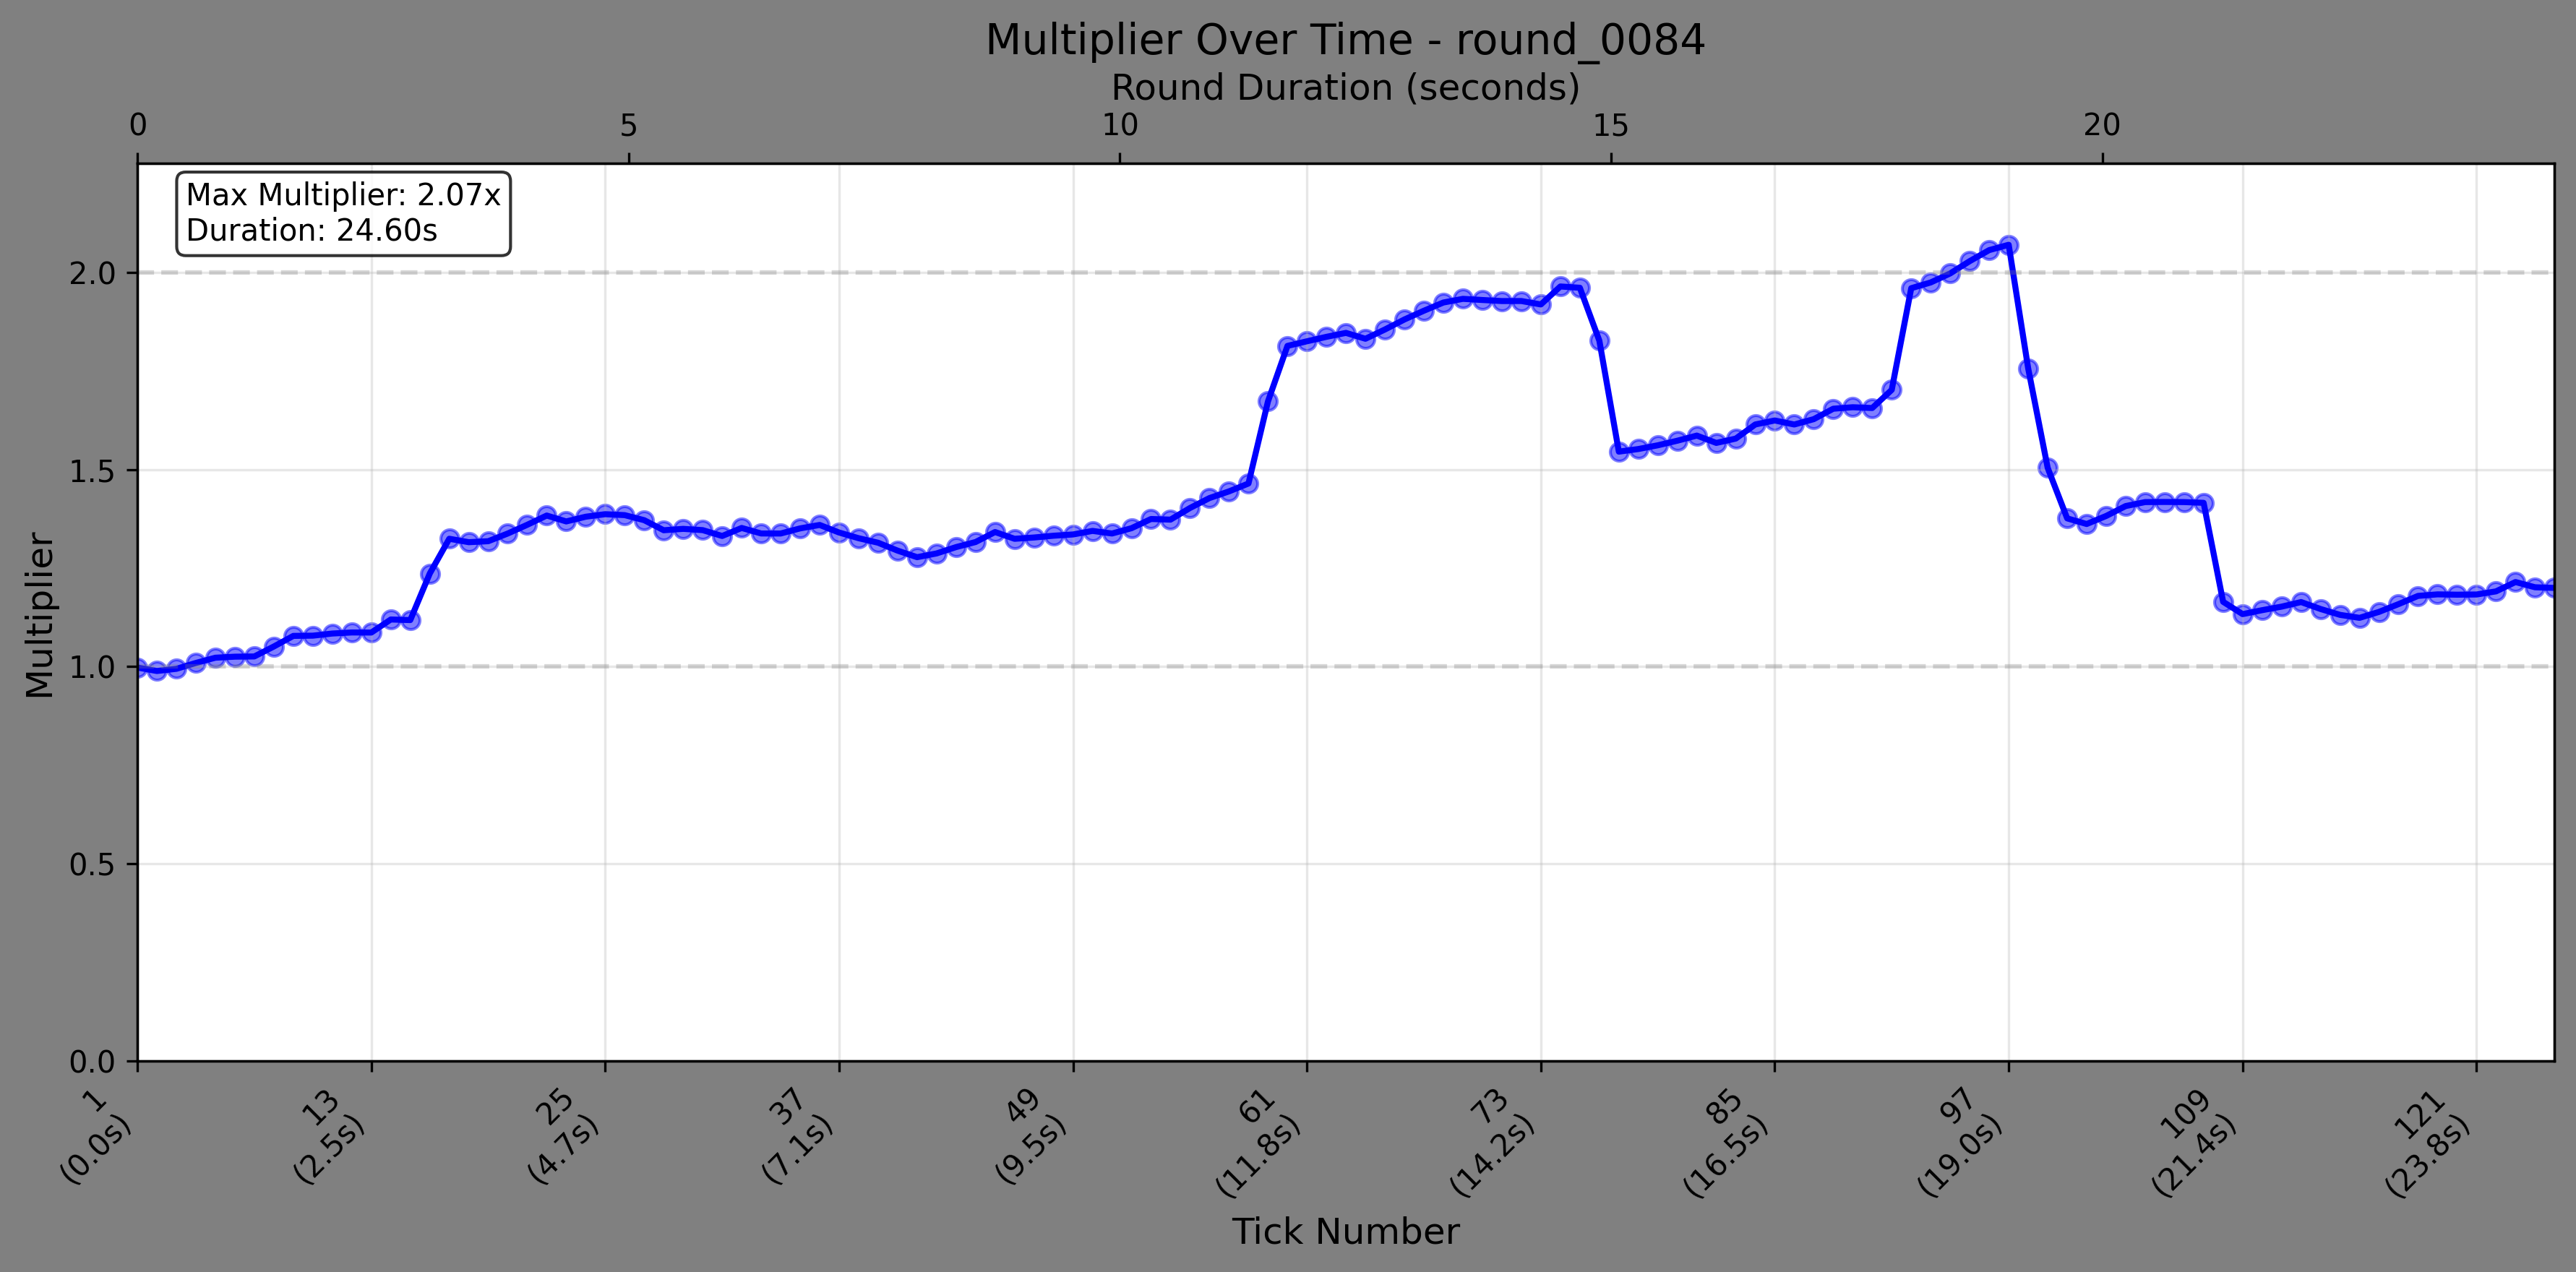 Multiplier Over Time - round_0084
Round Duration (seconds)
0 5 10 15 20
Max Multiplier: 2.07x
Duration: 24.60s
2.0
1.5
1.0
0.5
0.0
Multiplier
1
(0.0s)
13
(2.5s)
25
(4.7s)
37
(7.1s)
49
(9.5s)
61
(11.8s)
73
(14.2s)
85
(16.5s)
97
(19.0s)
109
(21.4s)
121
(23.8s)
Tick Number